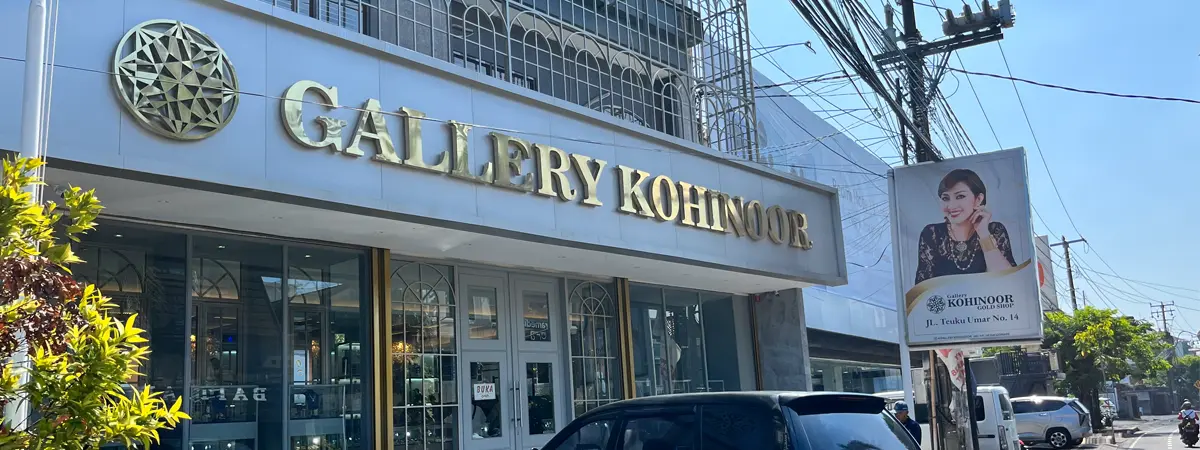 GALLERY KOHINOOR
Gallery
KOHINOOR
GOLD SHOP
JL. Teuku Umar No. 14
BUKA